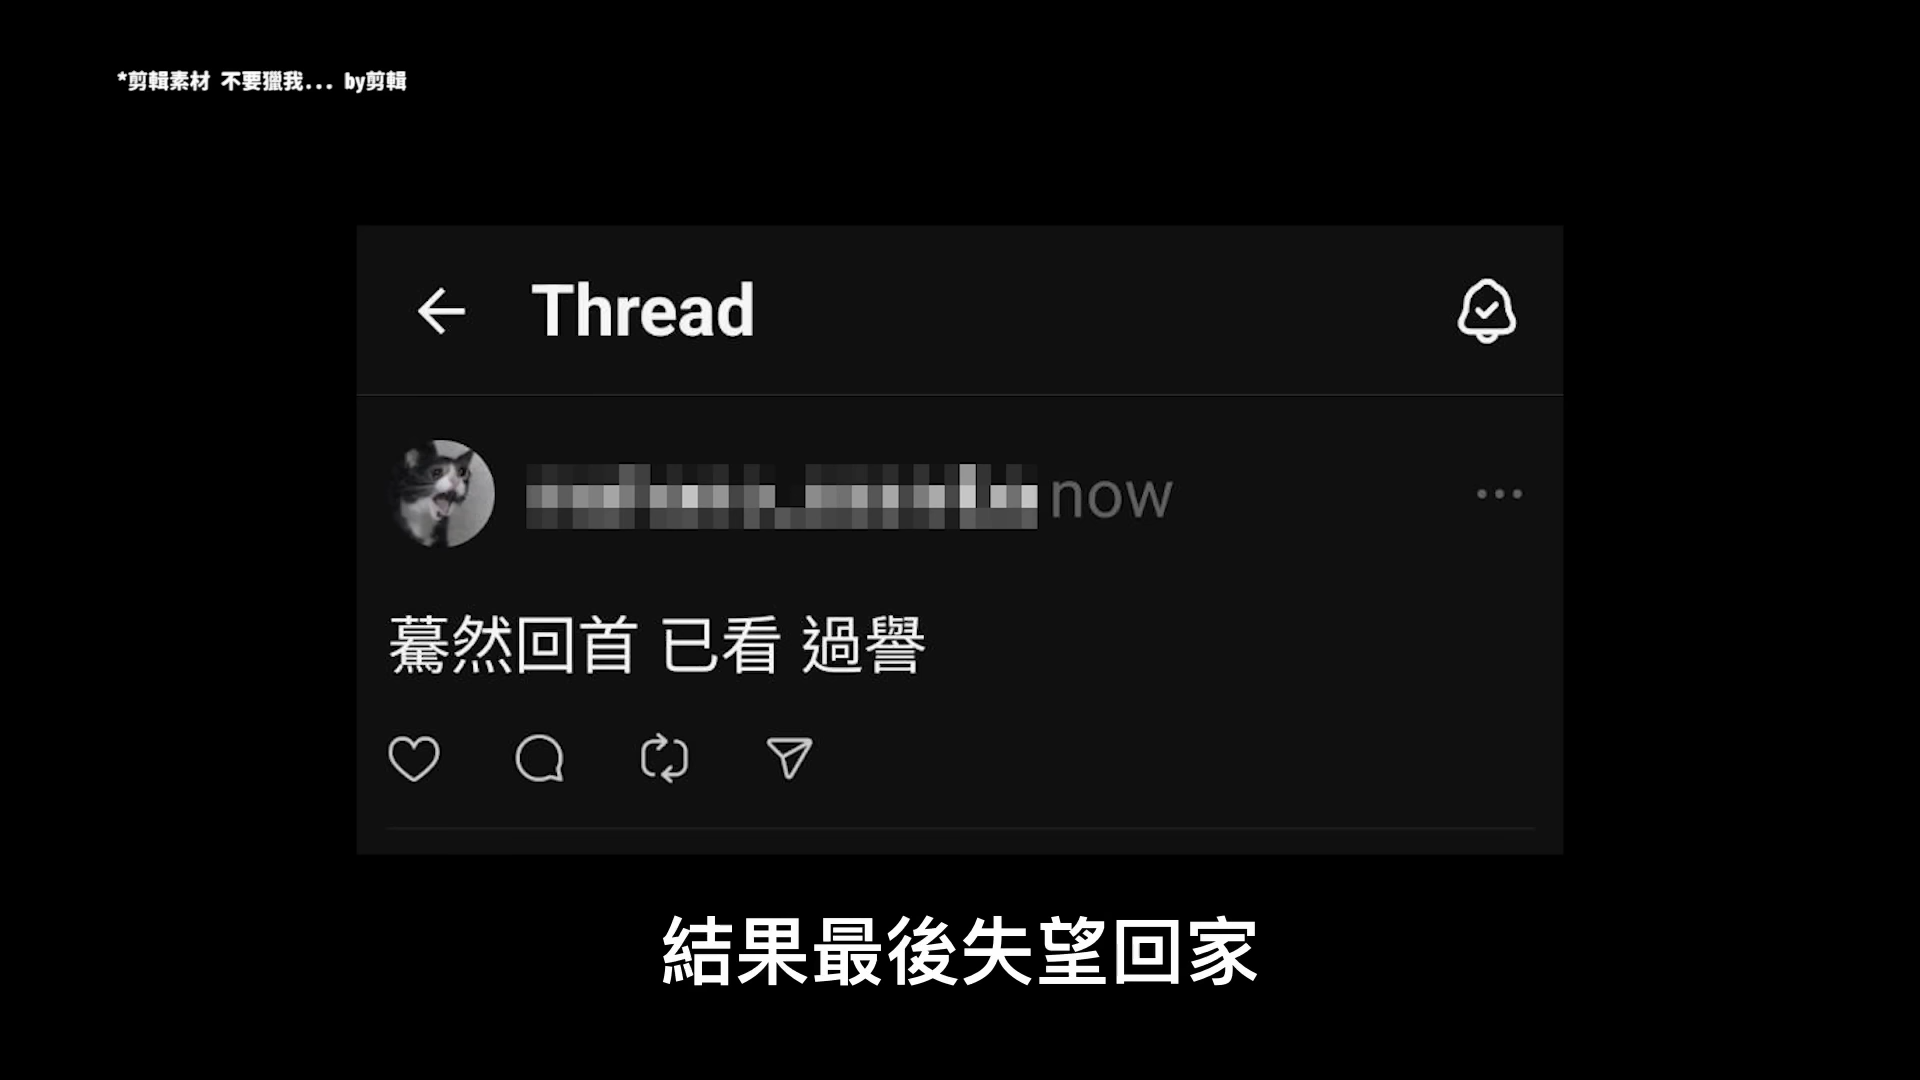 *剪輯素材 不要獵我... by剪輯
Thread
now
驀然回首 已看 過譽
結果最後失望回家